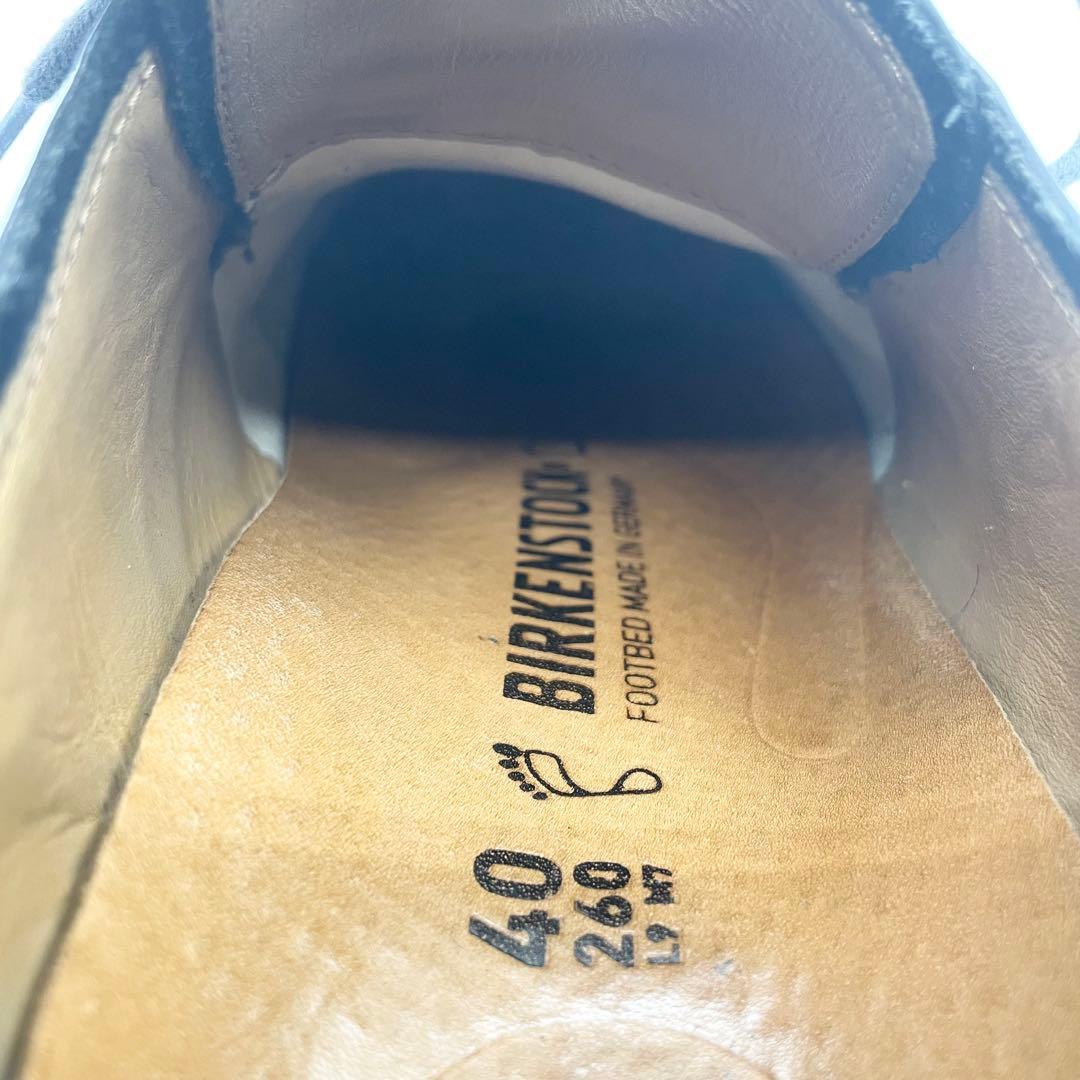 BIRKENSTOCK®
FOOTBED MADE IN GERMANY
40
260
L9 M7